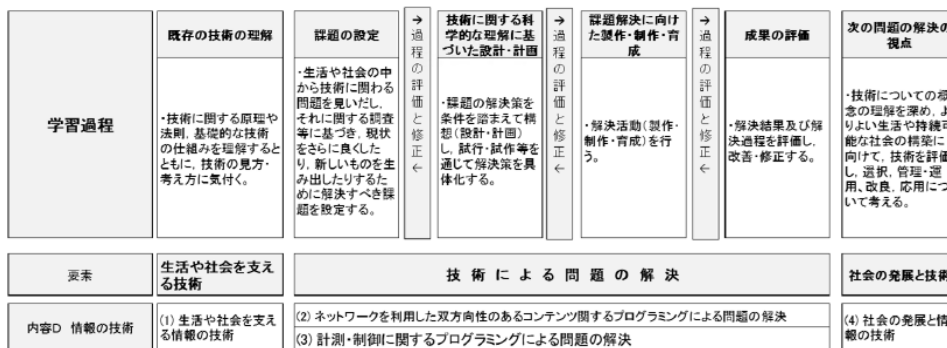 既存の技術の理解
課題の設定
技術に関する科
学的な理解に基
づいた設計・計画
課題解決に向け
た製作・制作・育
成
成果の評価
次の問題の解決の
視点
学習過程
・技術に関する原理や
法則, 基礎的な技術
の仕組みを理解すると
ともに, 技術の見方・
考え方に気付く。
・生活や社会の中
から技術に関わる
問題を見いだし,
それに関する調査
等に基づき, 現状
をさらに良くした
り, 新しいものを生
み出したりするた
めに解決すべき課
題を設定する。
→過程の評価と修正←
・課題の解決策を
条件を踏まえて構
想(設計・計画)
し, 試行・試作等を
通じて解決策を具
体化する。
→過程の評価と修正←
・解決活動(製作・
制作・育成)を行
う。
→過程の評価と修正←
・解決結果及び解
決過程を評価し,
改善・修正する。
・技術についての概
念の理解を深め, よ
りよい生活や持続可
能な社会の構築に
向けて, 技術を評価
し, 選択, 管理・運
用, 改良, 応用につ
いて考える。
要素
生活や社会を支え
る技術
技術による問題の解決
社会の発展と技術
内容D 情報の技術
(1) 生活や社会を支え
る情報の技術
(2) ネットワークを利用した双方向性のあるコンテンツ関するプログラミングによる問題の解決
(3) 計測・制御に関するプログラミングによる問題の解決
(4) 社会の発展と情
報の技術